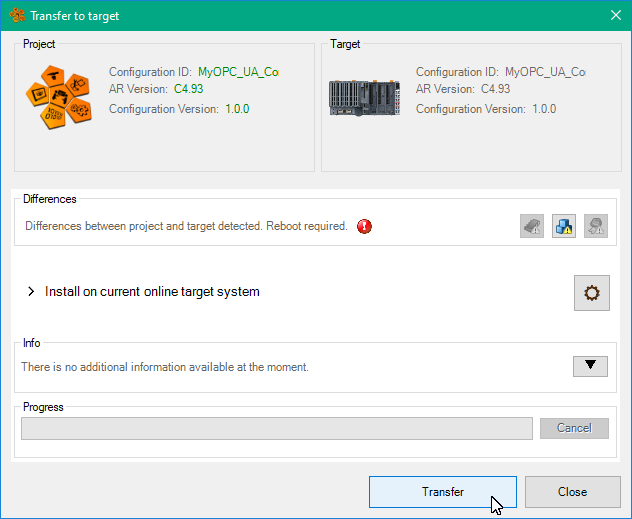 Transfer to target
Project
Configuration ID: MyOPC_UA_Co
AR Version: C4.93
Configuration Version: 1.0.0
Target
Configuration ID: MyOPC_UA_Co
AR Version: C4.93
Configuration Version: 1.0.0
Differences
Differences between project and target detected. Reboot required.
Install on current online target system
Info
There is no additional information available at the moment.
Progress
Cancel
Transfer
Close